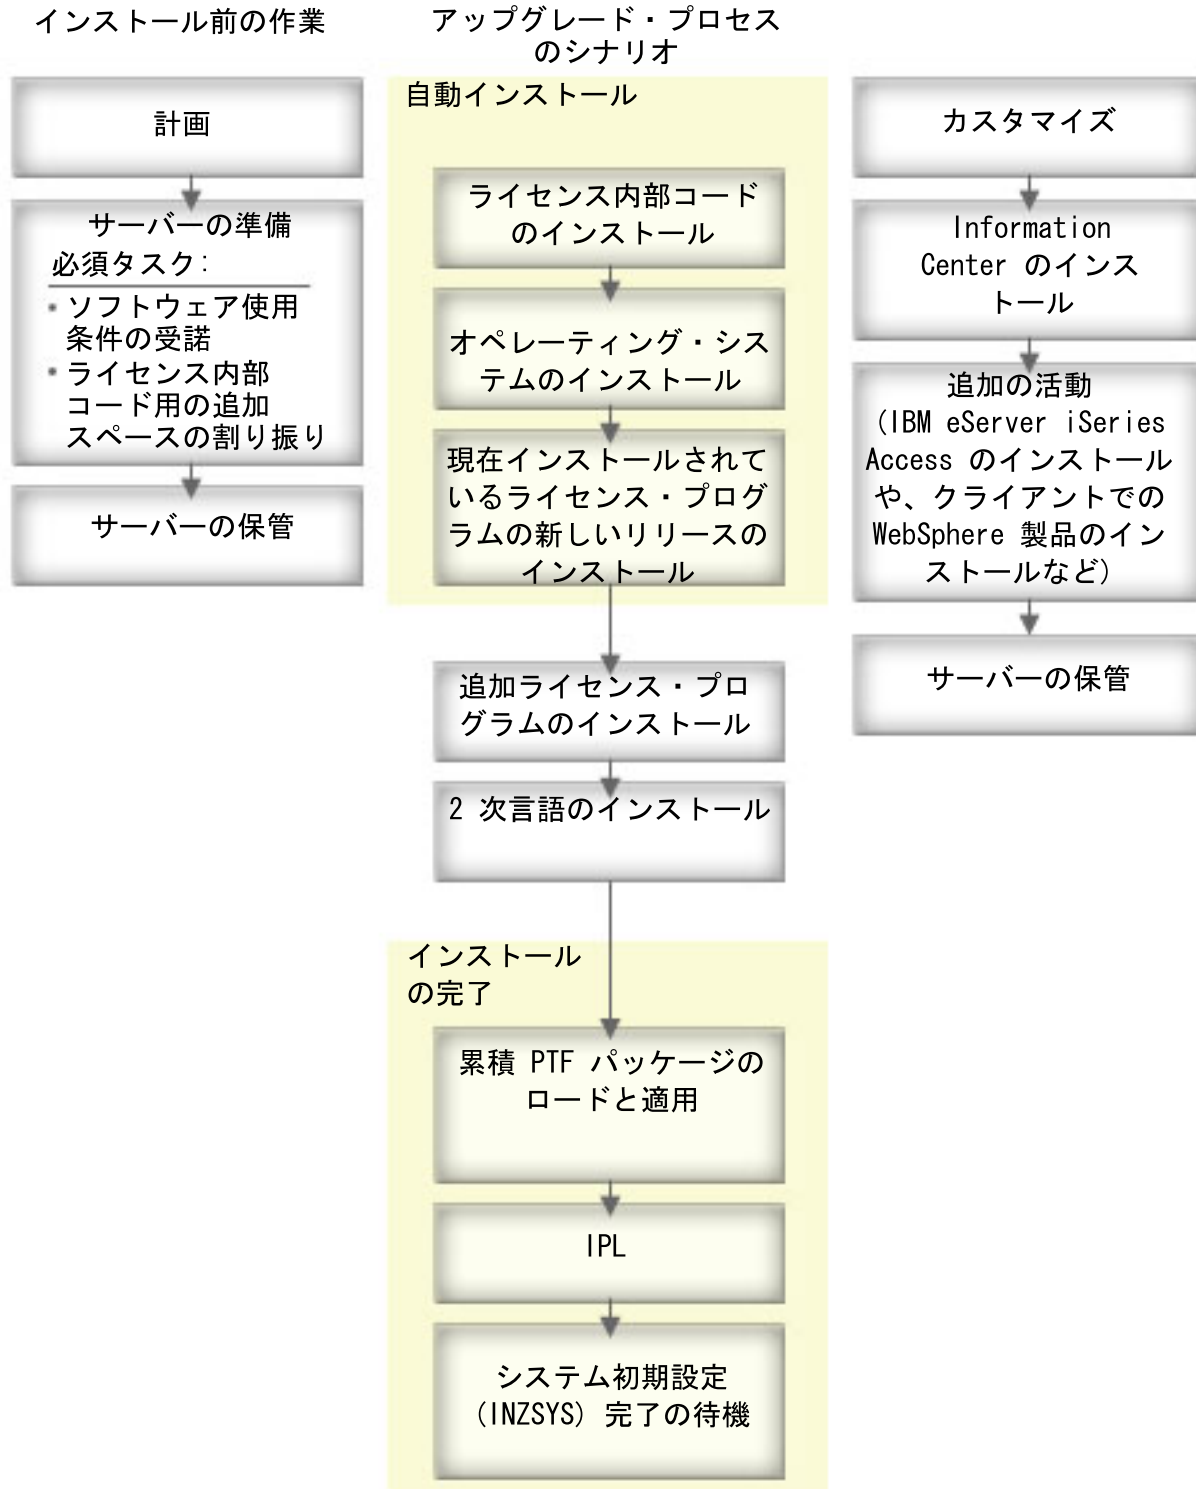 インストール前の作業
計画
サーバーの準備
必須タスク:
• ソフトウェア使用
条件の受諾
• ライセンス内部
コード用の追加
スペースの割り振り
サーバーの保管
アップグレード・プロセス
のシナリオ
自動インストール
ライセンス内部コード
のインストール
オペレーティング・シス
テムのインストール
現在インストールされて
いるライセンス・プログ
ラムの新しいリリースの
インストール
追加ライセンス・プロ
グラムのインストール
2 次言語のインストール
インストール
の完了
累積 PTF パッケージの
ロードと適用
IPL
システム初期設定
(INZSYS) 完了の待機
カスタマイズ
Information
Center のインス
トール
追加の活動
(IBM eServer iSeries
Access のインストール
や、クライアントでの
WebSphere 製品のイン
ストールなど)
サーバーの保管